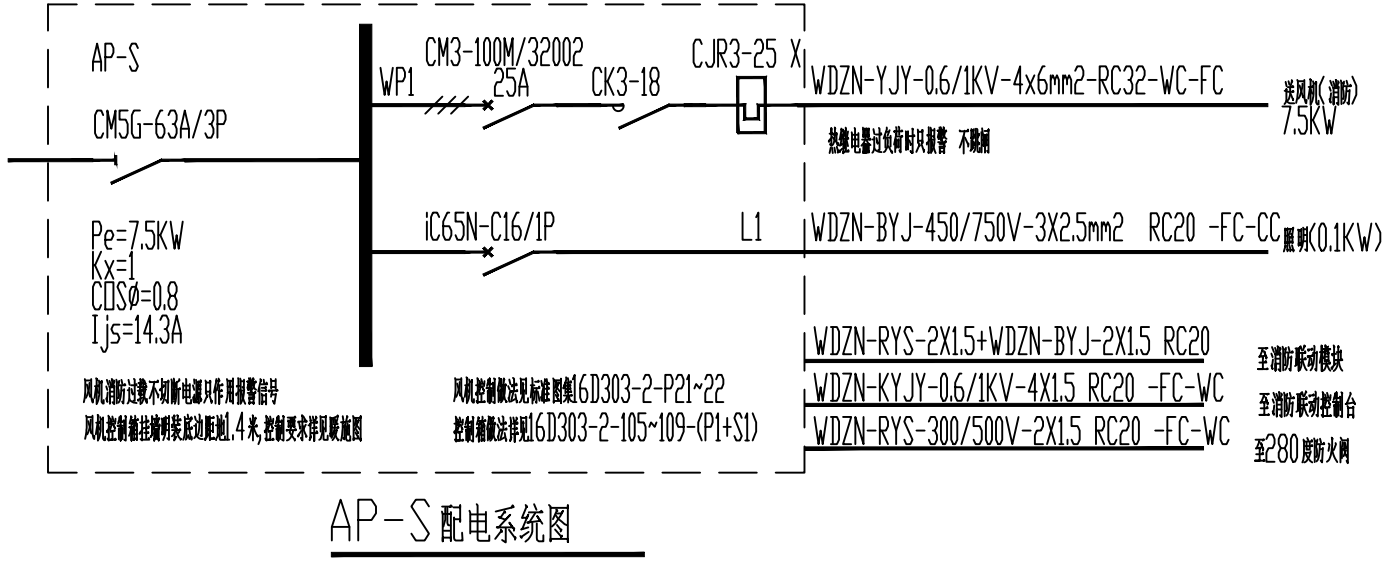 AP-S
CM5G-63A/3P
Pe=7.5KW
Kx=1
COSø=0.8
Ijs=14.3A
风机消防过载不切断电源只作用报警信号
风机控制箱挂墙明装底边距地1.4米,控制要求详见暖施图
WP1
CM3-100M/32002
25A
CK3-18
CJR3-25 X
WDZN-YJY-0.6/1KV-4x6mm2-RC32-WC-FC
送风机(消防)
7.5KW
热继电器过负荷时只报警 不跳闸
iC65N-C16/1P
L1
WDZN-BYJ-450/750V-3X2.5mm2 RC20 -FC-CC
照明(0.1KW)
WDZN-RYS-2X1.5+WDZN-BYJ-2X1.5 RC20
至消防联动模块
WDZN-KYJY-0.6/1KV-4X1.5 RC20 -FC-WC
至消防联动控制台
WDZN-RYS-300/500V-2X1.5 RC20 -FC-WC
至280度防火阀
风机控制做法见标准图集16D303-2-P21~22
控制箱做法详见16D303-2-105~109-(P1+S1)
AP-S 配电系统图